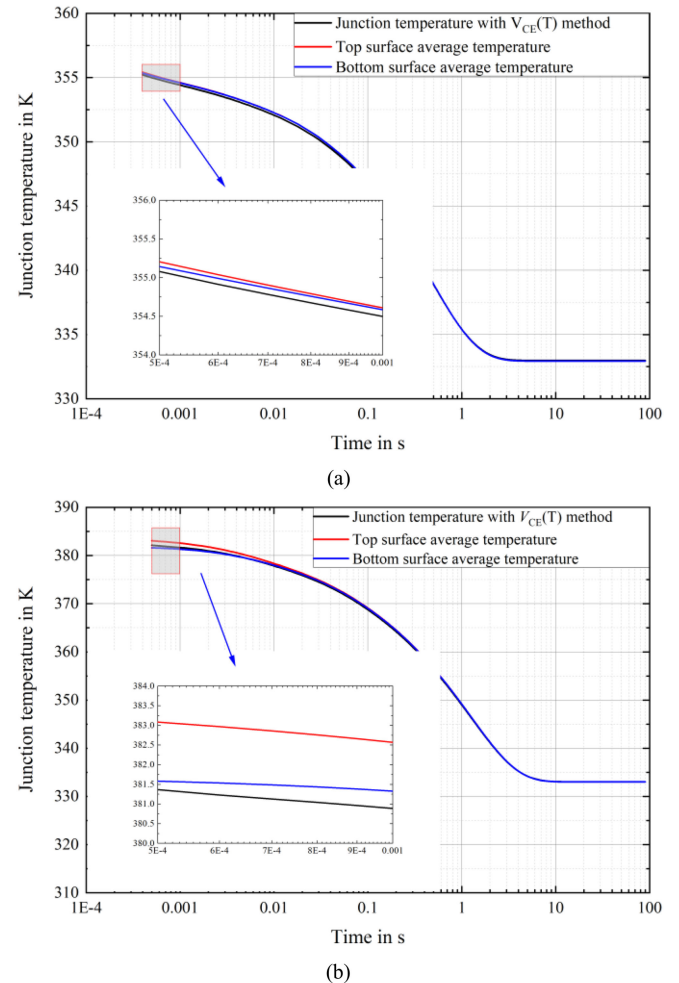 360
355
350
345
340
335
330
Junction temperature in K
Junction temperature with V_CE(T) method
Top surface average temperature
Bottom surface average temperature
356.0
355.5
355.0
354.5
354.0
5E-4 6E-4 7E-4 8E-4 9E-4 0.001
1E-4 0.001 0.01 0.1 1 10 100
Time in s
(a)
390
380
370
360
350
340
330
320
310
Junction temperature in K
Junction temperature with V_CE(T) method
Top surface average temperature
Bottom surface average temperature
384.0
383.5
383.0
382.5
382.0
381.5
381.0
380.5
380.0
5E-4 6E-4 7E-4 8E-4 9E-4 0.001
1E-4 0.001 0.01 0.1 1 10 100
Time in s
(b)